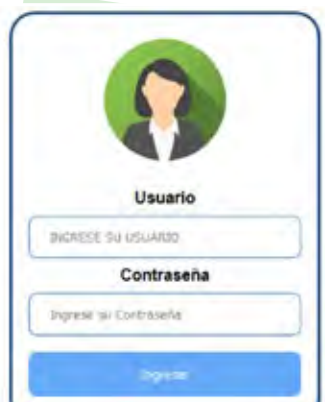 Usuario
INGRESE SU USUARIO
Contraseña
Ingrese su Contraseña
Ingresar